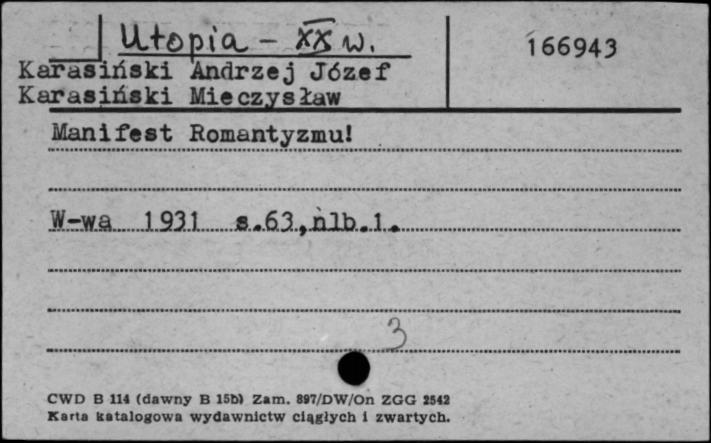 Utopia - XX w.
166943
Karasiński Andrzej Józef
Karasiński Mieczysław
Manifest Romantyzmu!
W-wa 1931 s.63,nlb.1.
3
CWD B 114 (dawny B 15b) Zam. 897/DW/On ZGG 2542
Karta katalogowa wydawnictw ciągłych i zwartych.